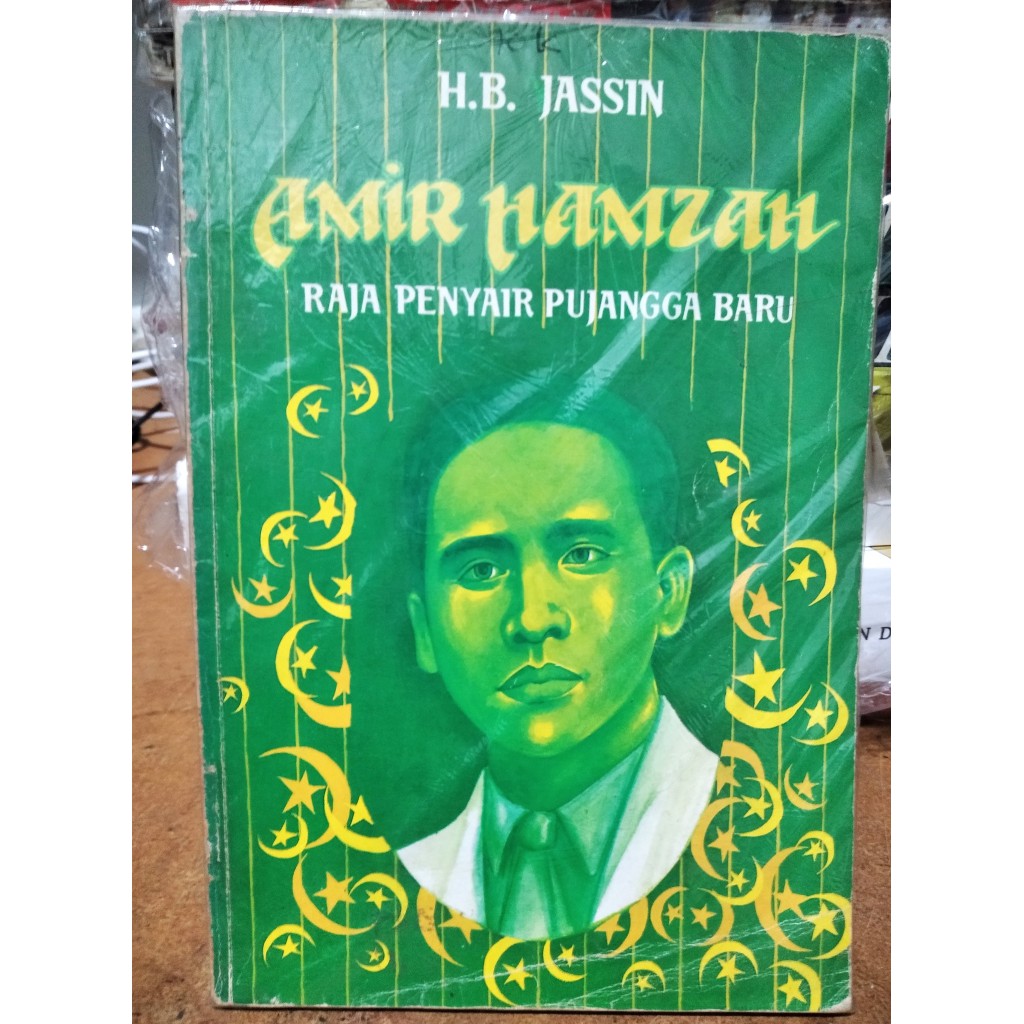 H.B. JASSIN
AMIR HAMZAH
RAJA PENYAIR PUJANGGA BARU
N D